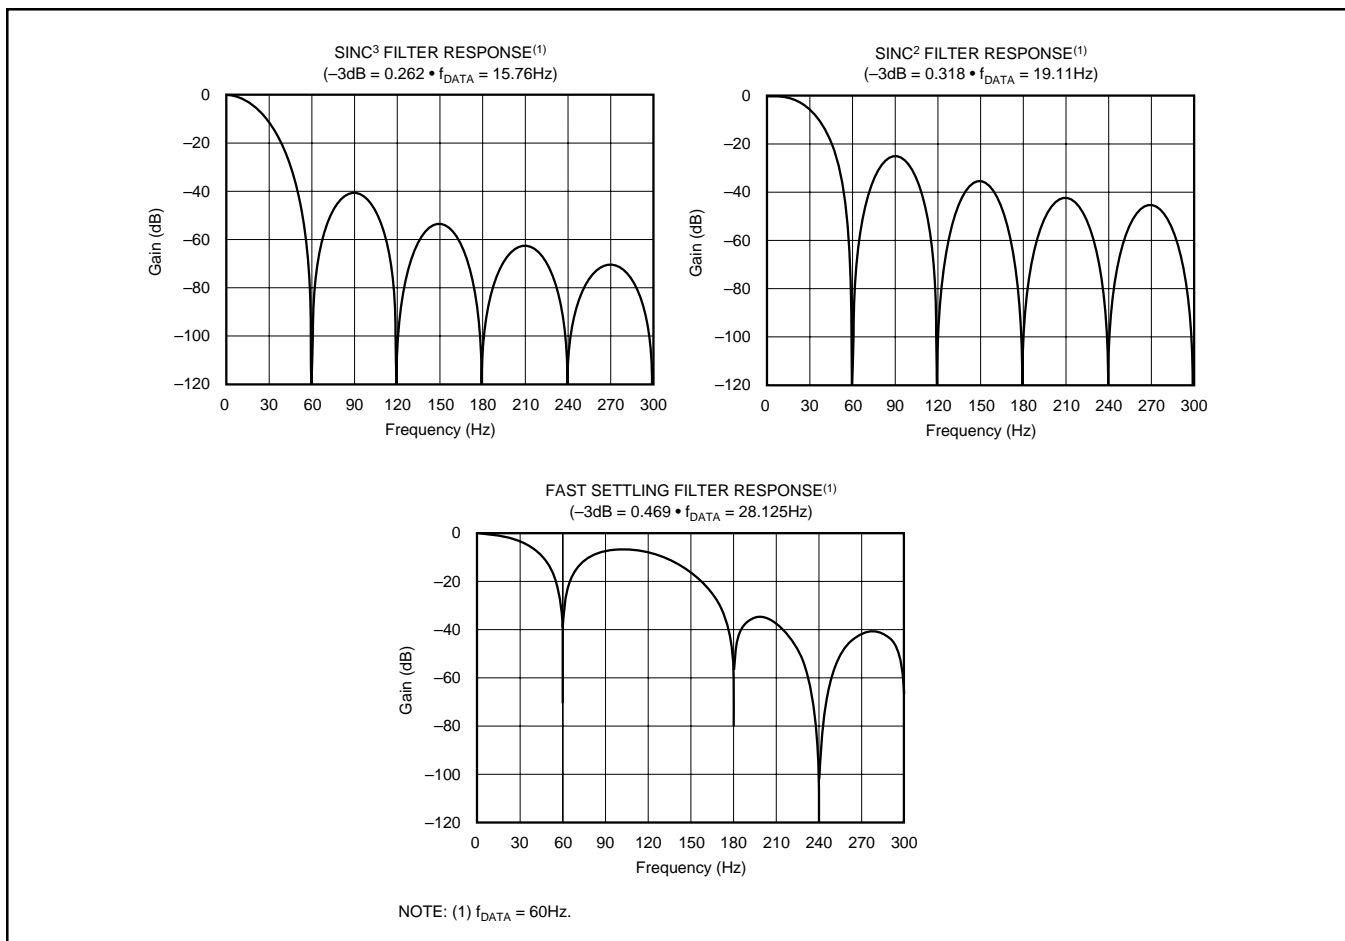 SINC³ FILTER RESPONSE(1)
(–3dB = 0.262 • fDATA = 15.76Hz)
0
–20
–40
–60
–80
–100
–120
Gain (dB)
0 30 60 90 120 150 180 210 240 270 300
Frequency (Hz)
SINC² FILTER RESPONSE(1)
(–3dB = 0.318 • fDATA = 19.11Hz)
0
–20
–40
–60
–80
–100
–120
Gain (dB)
0 30 60 90 120 150 180 210 240 270 300
Frequency (Hz)
FAST SETTLING FILTER RESPONSE(1)
(–3dB = 0.469 • fDATA = 28.125Hz)
0
–20
–40
–60
–80
–100
–120
Gain (dB)
0 30 60 90 120 150 180 210 240 270 300
Frequency (Hz)
NOTE: (1) fDATA = 60Hz.